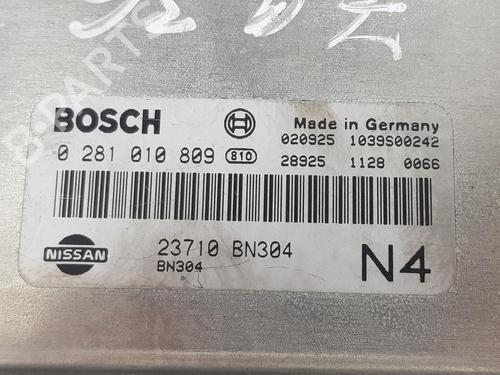 BOSCH
Made in Germany
020925 1039S00242
0 281 010 809 810
28925 1128 0066
NISSAN
23710 BN304
BN304
N4